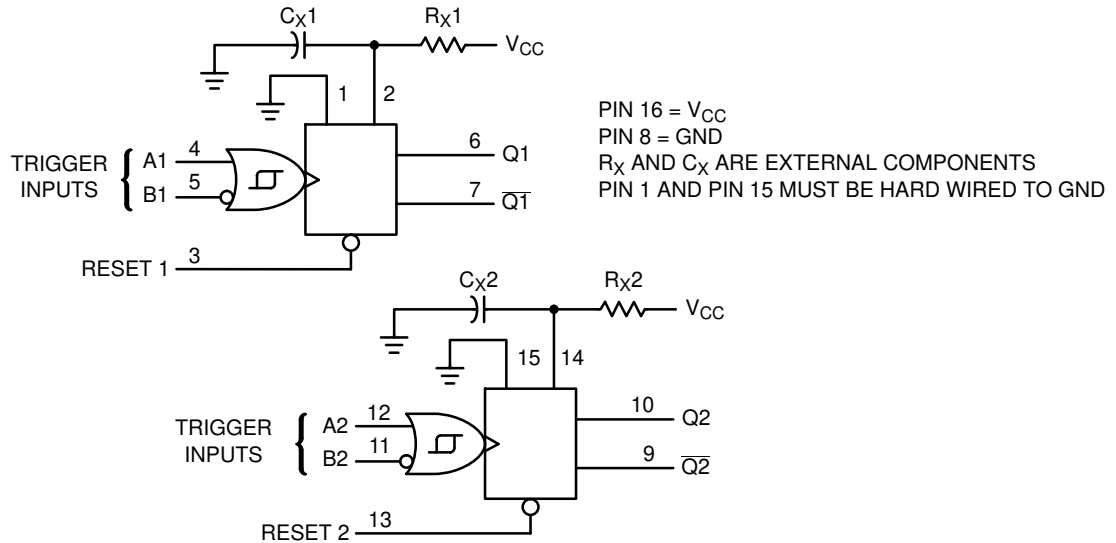 CX1
RX1
VCC
1
2
PIN 16 = VCC
PIN 8 = GND
RX AND CX ARE EXTERNAL COMPONENTS
PIN 1 AND PIN 15 MUST BE HARD WIRED TO GND
TRIGGER
INPUTS
A1
4
B1
5
6
Q1
7
Q1
RESET 1
3
CX2
RX2
VCC
15
14
TRIGGER
INPUTS
A2
12
B2
11
10
Q2
9
Q2
RESET 2
13